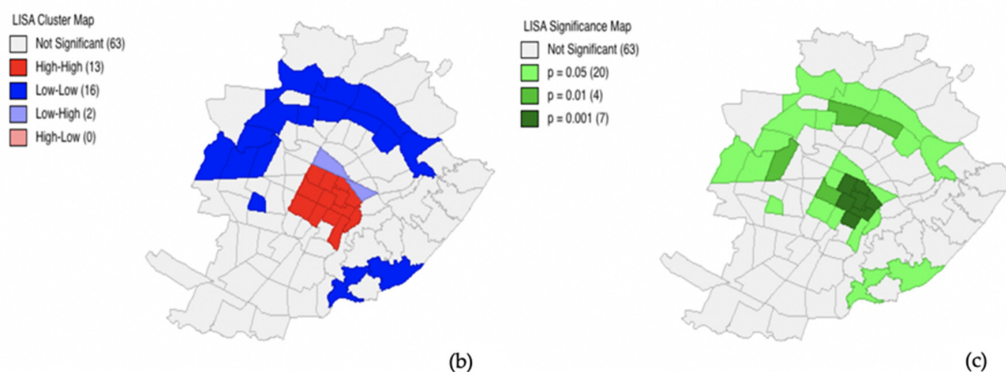 LISA Cluster Map
Not Significant (63)
High-High (13)
Low-Low (16)
Low-High (2)
High-Low (0)
(b)
LISA Significance Map
Not Significant (63)
p = 0.05 (20)
p = 0.01 (4)
p = 0.001 (7)
(c)